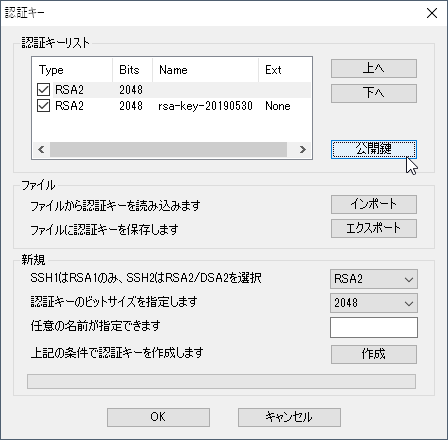 認証キー
認証キーリスト
Type Bits Name Ext
RSA2 2048
RSA2 2048 rsa-key-20190530 None
上へ
下へ
公開鍵
ファイル
ファイルから認証キーを読み込みます インポート
ファイルに認証キーを保存します エクスポート
新規
SSH1はRSA1のみ、SSH2はRSA2/DSA2を選択 RSA2
認証キーのビットサイズを指定します 2048
任意の名前が指定できます
上記の条件で認証キーを作成します 作成
OK キャンセル